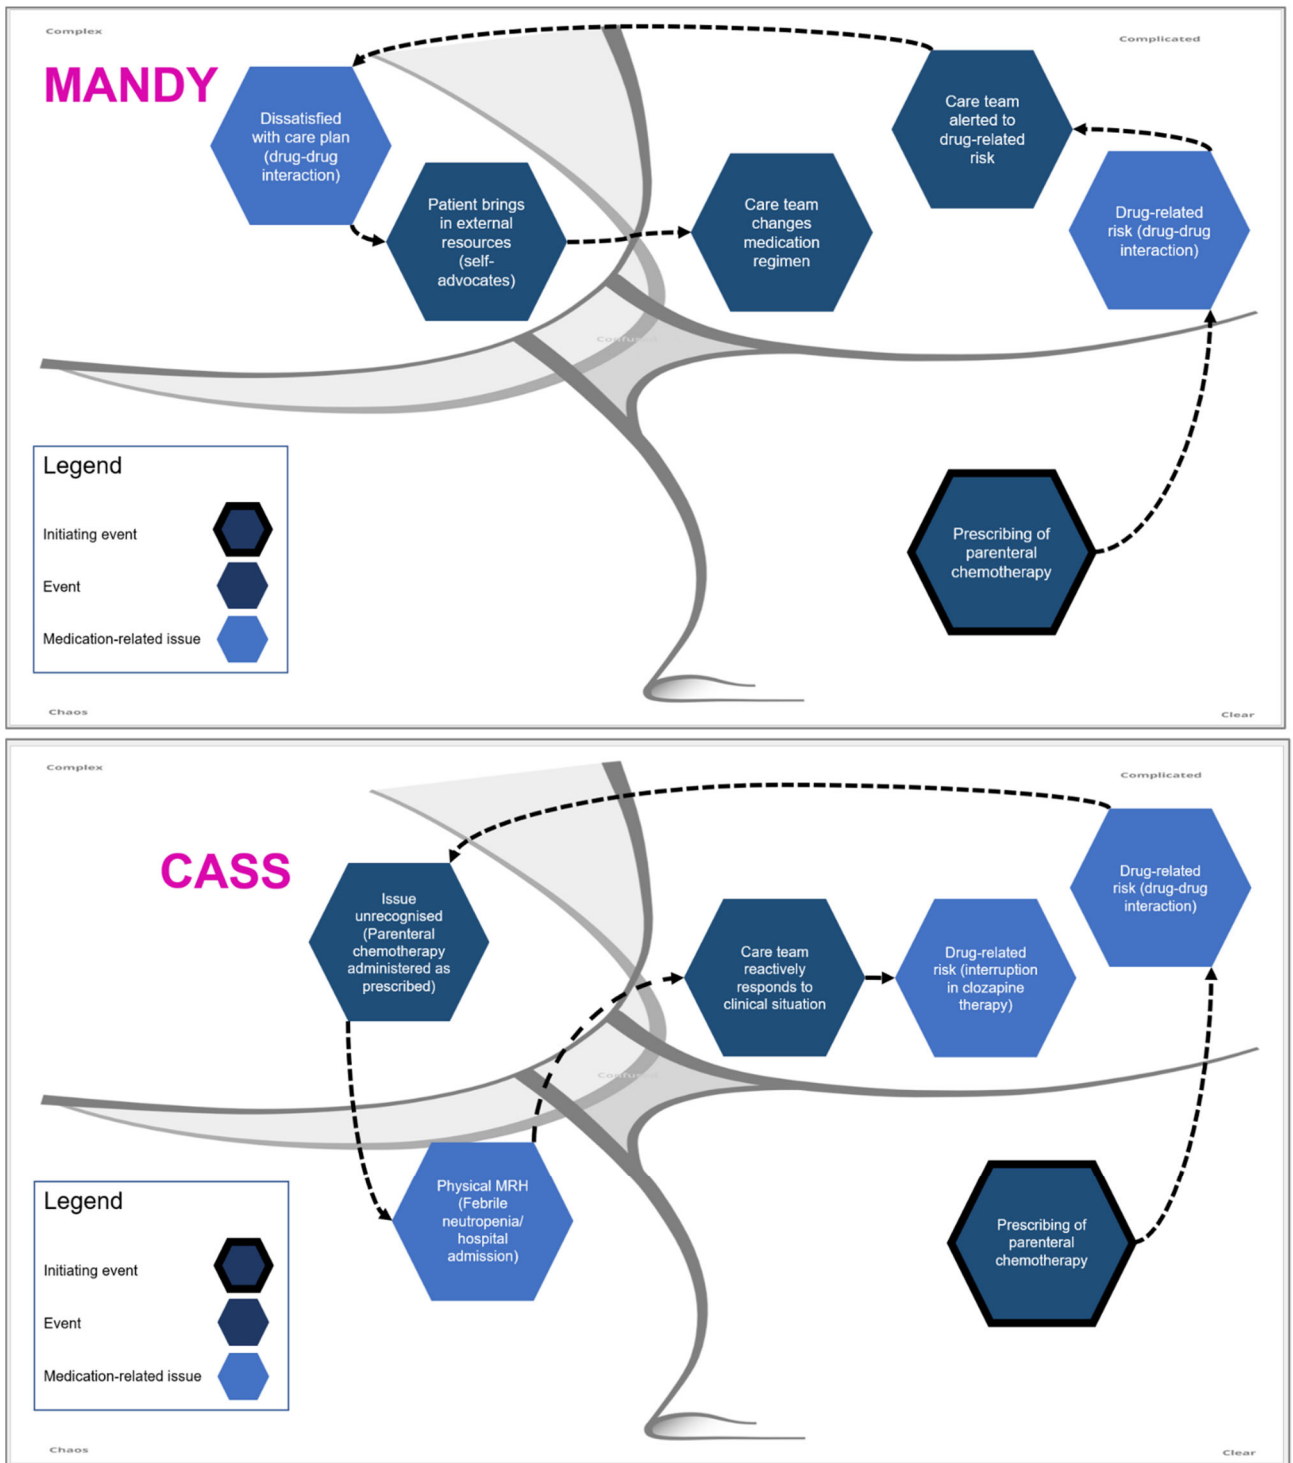 Complex
Complicated
MANDY
Dissatisfied
with care plan
(drug-drug
interaction)
Patient brings
in external
resources
(self-
advocates)
Care team
changes
medication
regimen
Care team
alerted to
drug-related
risk
Drug-related
risk (drug-drug
interaction)
Confused
Prescribing of
parenteral
chemotherapy
Legend
Initiating event
Event
Medication-related issue
Chaos
Clear
Complex
Complicated
CASS
Issue
unrecognised
(Parenteral
chemotherapy
administered as
prescribed)
Care team
reactively
responds to
clinical situation
Drug-related
risk (interruption
in clozapine
therapy)
Drug-related
risk (drug-drug
interaction)
Confused
Physical MRH
(Febrile
neutropenia/
hospital
admission)
Prescribing of
parenteral
chemotherapy
Legend
Initiating event
Event
Medication-related issue
Chaos
Clear